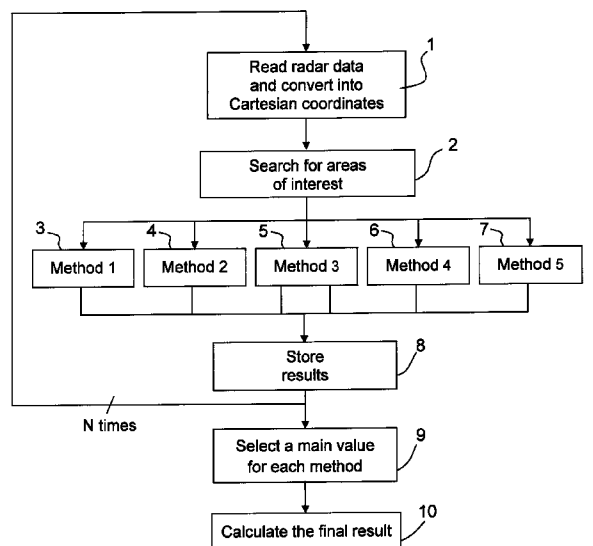 1
Read radar data
and convert into
Cartesian coordinates
2
Search for areas
of interest
3
4
5
6
7
Method 1
Method 2
Method 3
Method 4
Method 5
8
Store
results
N times
9
Select a main value
for each method
10
Calculate the final result